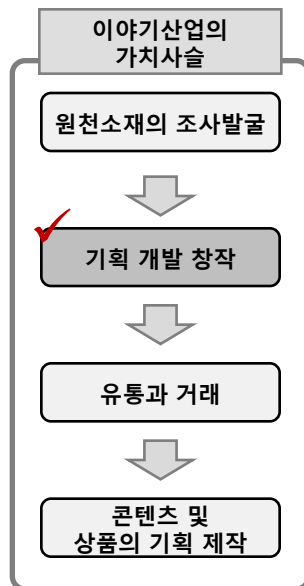 이야기산업의
가치사슬
원천소재의 조사발굴
기획 개발 창작
유통과 거래
콘텐츠 및
상품의 기획 제작